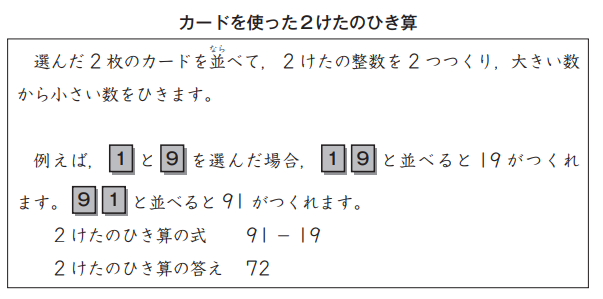 カードを使った2けたのひき算
選んだ2枚のカードを並べて，2けたの整数を2つつくり，大きい数
から小さい数をひきます。
例えば，1と9を選んだ場合，19と並べると19がつくれ
ます。91と並べると91がつくれます。
2けたのひき算の式　91－19
2けたのひき算の答え　72